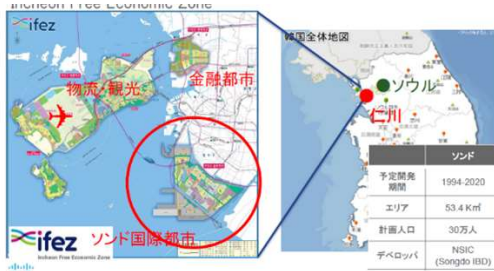 Incheon Free Economic Zone
ifez
金融都市
物流・観光
ソンド国際都市
ifez
Incheon Free Economic Zone
韓国全体地図
ソウル
仁川
ソンド
予定開発期間 1994-2020
エリア 53.4 K㎡
計画人口 30万人
デベロッパ NSIC (Songdo IBD)